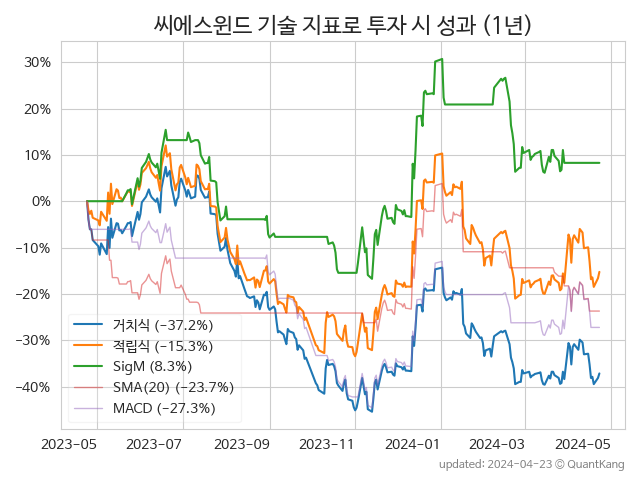 씨에스윈드 기술 지표로 투자 시 성과 (1년)
30%
20%
10%
0%
−10%
−20%
−30%
−40%
거치식 (−37.2%)
적립식 (−15.3%)
SigM (8.3%)
SMA(20) (−23.7%)
MACD (−27.3%)
2023-05
2023-07
2023-09
2023-11
2024-01
2024-03
2024-05
updated: 2024-04-23 ⓒ QuantKang